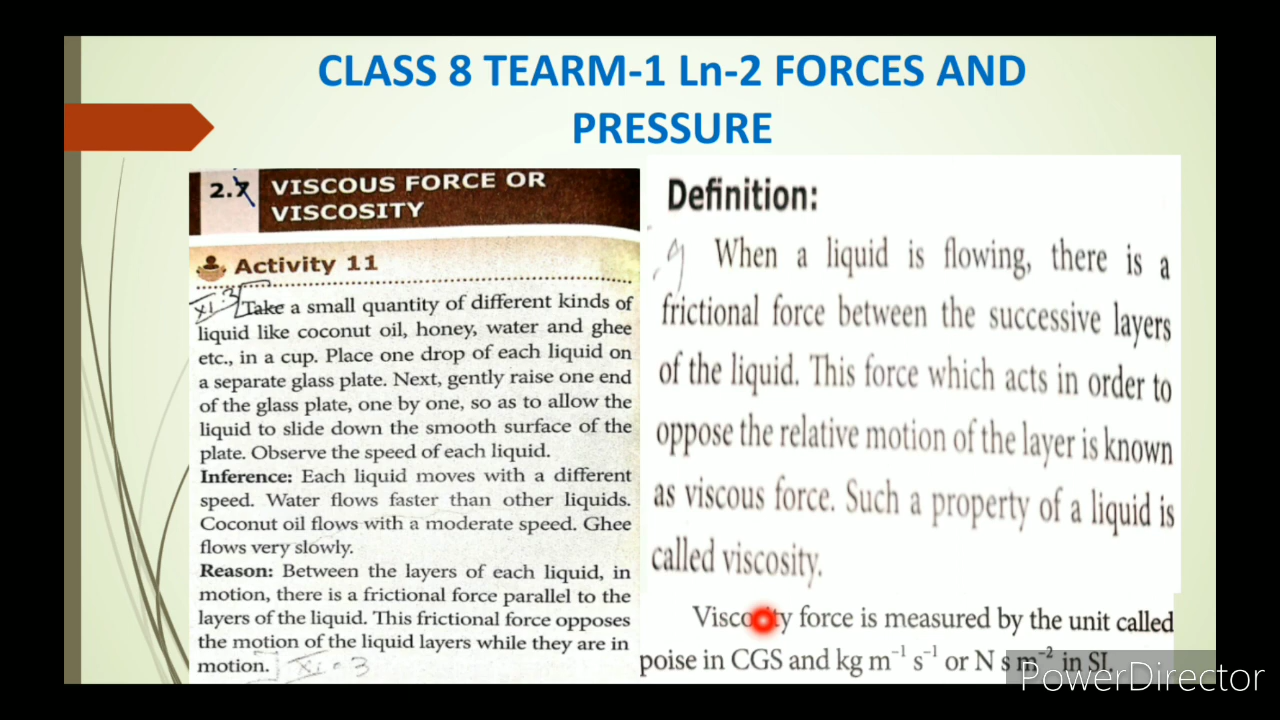 CLASS 8 TEARM-1 Ln-2 FORCES AND
PRESSURE
2.7 VISCOUS FORCE OR
VISCOSITY
Activity 11
XI.3
Take a small quantity of different kinds of
liquid like coconut oil, honey, water and ghee
etc., in a cup. Place one drop of each liquid on
a separate glass plate. Next, gently raise one end
of the glass plate, one by one, so as to allow the
liquid to slide down the smooth surface of the
plate. Observe the speed of each liquid.
Inference: Each liquid moves with a different
speed. Water flows faster than other liquids.
Coconut oil flows with a moderate speed. Ghee
flows very slowly.
Reason: Between the layers of each liquid, in
motion, there is a frictional force parallel to the
layers of the liquid. This frictional force opposes
the motion of the liquid layers while they are in
motion.
XI-3
Definition:
When a liquid is flowing, there is a
frictional force between the successive layers
of the liquid. This force which acts in order to
oppose the relative motion of the layer is known
as viscous force. Such a property of a liquid is
called viscosity.
Viscosity force is measured by the unit called
poise in CGS and kg m⁻¹ s⁻¹ or N s m⁻² in SI.
PowerDirector